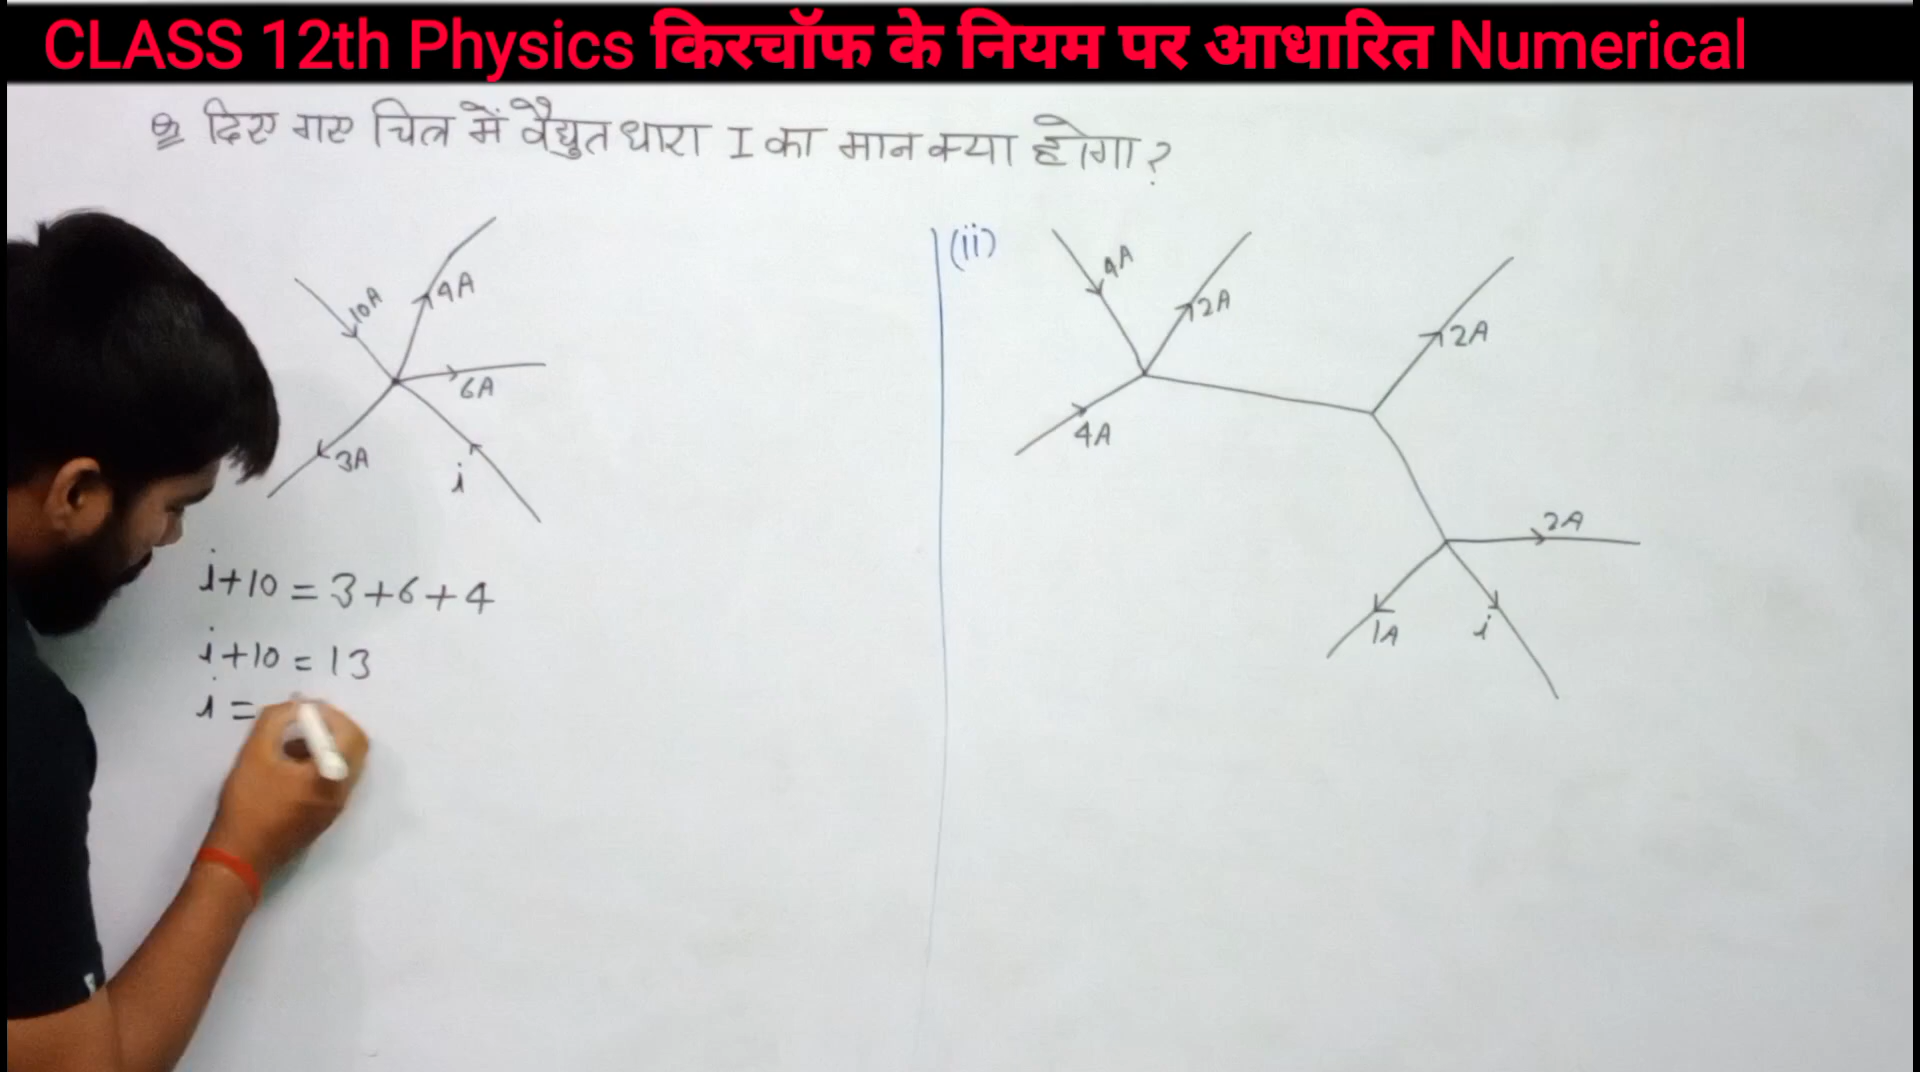 CLASS 12th Physics किरचॉफ के नियम पर आधारित Numerical
Q दिए गए चित्र में वैद्युत धारा I का मान क्या होगा?
10A
4A
6A
3A
i
i+10 = 3+6+4
i+10 = 13
i =
(ii)
4A
2A
4A
2A
2A
1A
i